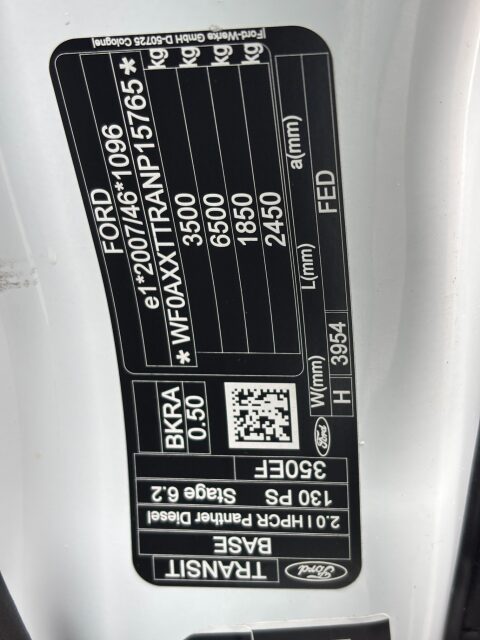 Ford-Werke GmbH D-50725 Cologne
FORD
e1*2007/46*1096
*WF0AXXTTRANP15765*
3500 kg
6500 kg
1850 kg
2450 kg
W(mm) L(mm) a(mm)
H 3954 FED
BKRA
0.50
Ford
350EF
130 PS Stage 6.2
2.0 l HPCR Panther Diesel
BASE
TRANSIT
Ford